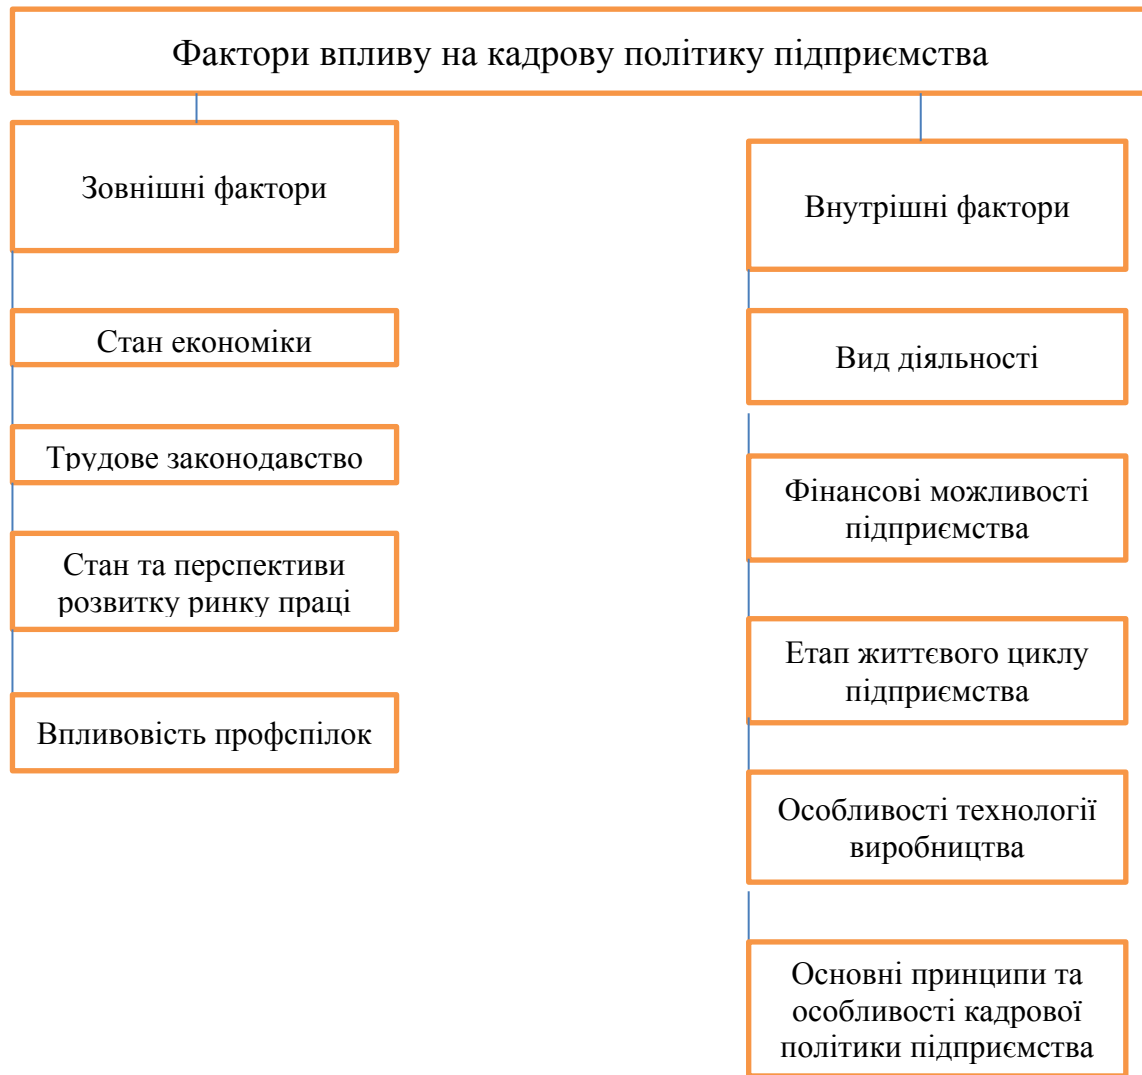 Фактори впливу на кадрову політику підприємства
Зовнішні фактори
Стан економіки
Трудове законодавство
Стан та перспективи
розвитку ринку праці
Впливовість профспілок
Внутрішні фактори
Вид діяльності
Фінансові можливості
підприємства
Етап життєвого циклу
підприємства
Особливості технології
виробництва
Основні принципи та
особливості кадрової
політики підприємства